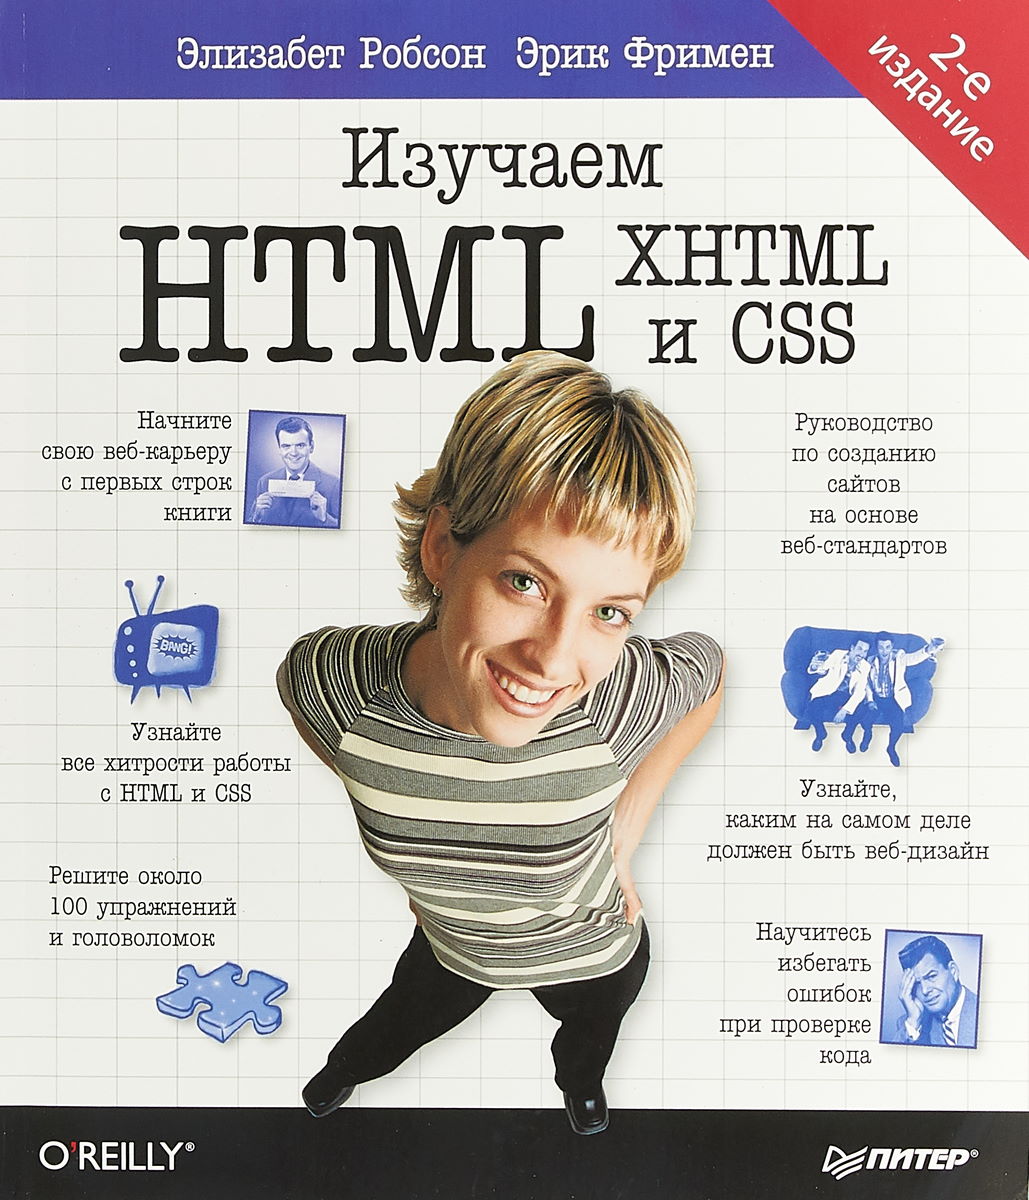 Элизабет Робсон Эрик Фримен
2-е
издание
Изучаем
HTML
XHTML
и CSS
Начните
свою веб-карьеру
с первых строк
книги
Руководство
по созданию
сайтов
на основе
веб-стандартов
BANG!
Узнайте
все хитрости работы
с HTML и CSS
Узнайте,
каким на самом деле
должен быть веб-дизайн
Решите около
100 упражнений
и головоломок
Научитесь
избегать
ошибок
при проверке
кода
O'REILLY®
ПИТЕР®